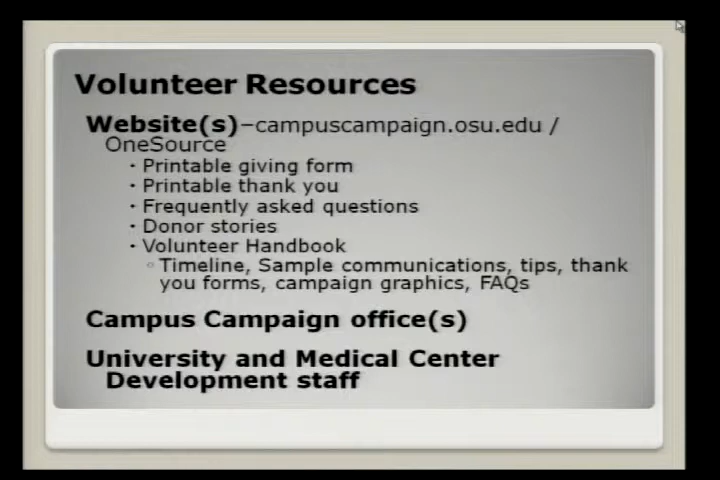 Volunteer Resources
Website(s)–campuscampaign.osu.edu /
OneSource
• Printable giving form
• Printable thank you
• Frequently asked questions
• Donor stories
• Volunteer Handbook
◦ Timeline, Sample communications, tips, thank
you forms, campaign graphics, FAQs
Campus Campaign office(s)
University and Medical Center
Development staff